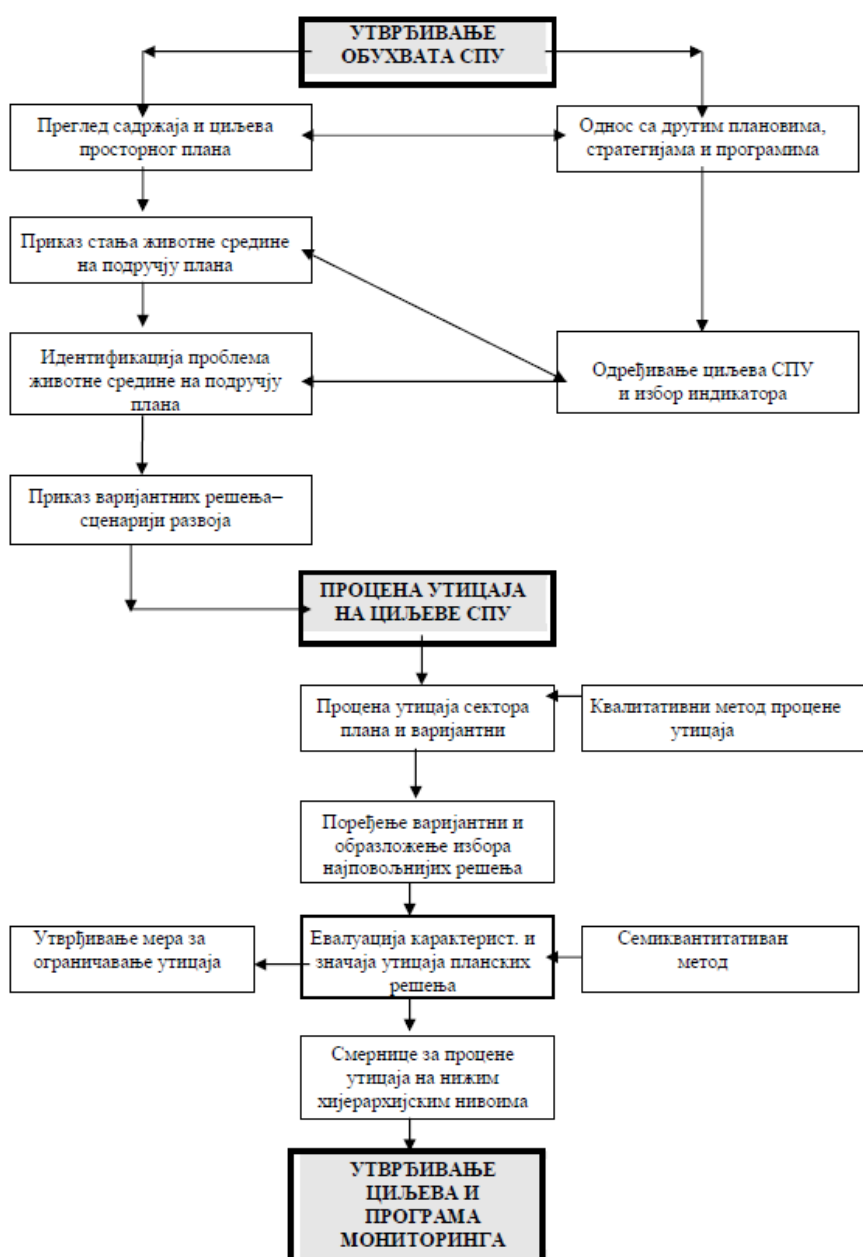 УТВРЂИВАЊЕ
ОБУХВАТА СПУ
Преглед садржаја и циљева
просторног плана
Однос са другим плановима,
стратегијама и програмима
Приказ стања животне средине
на подручју плана
Идентификација проблема
животне средине на подручју
плана
Одређивање циљева СПУ
и избор индикатора
Приказ варијантних решења–
сценарији развоја
ПРОЦЕНА УТИЦАЈА
НА ЦИЉЕВЕ СПУ
Процена утицаја сектора
плана и варијантни
Квалитативни метод процене
утицаја
Поређење варијантни и
образложење избора
најповољнијих решења
Утврђивање мера за
ограничавање утицаја
Евалуација карактерист. и
значаја утицаја планских
решења
Семиквантитативан
метод
Смернице за процене
утицаја на нижим
хијерархијским нивоима
УТВРЂИВАЊЕ
ЦИЉЕВА И
ПРОГРАМА
МОНИТОРИНГА